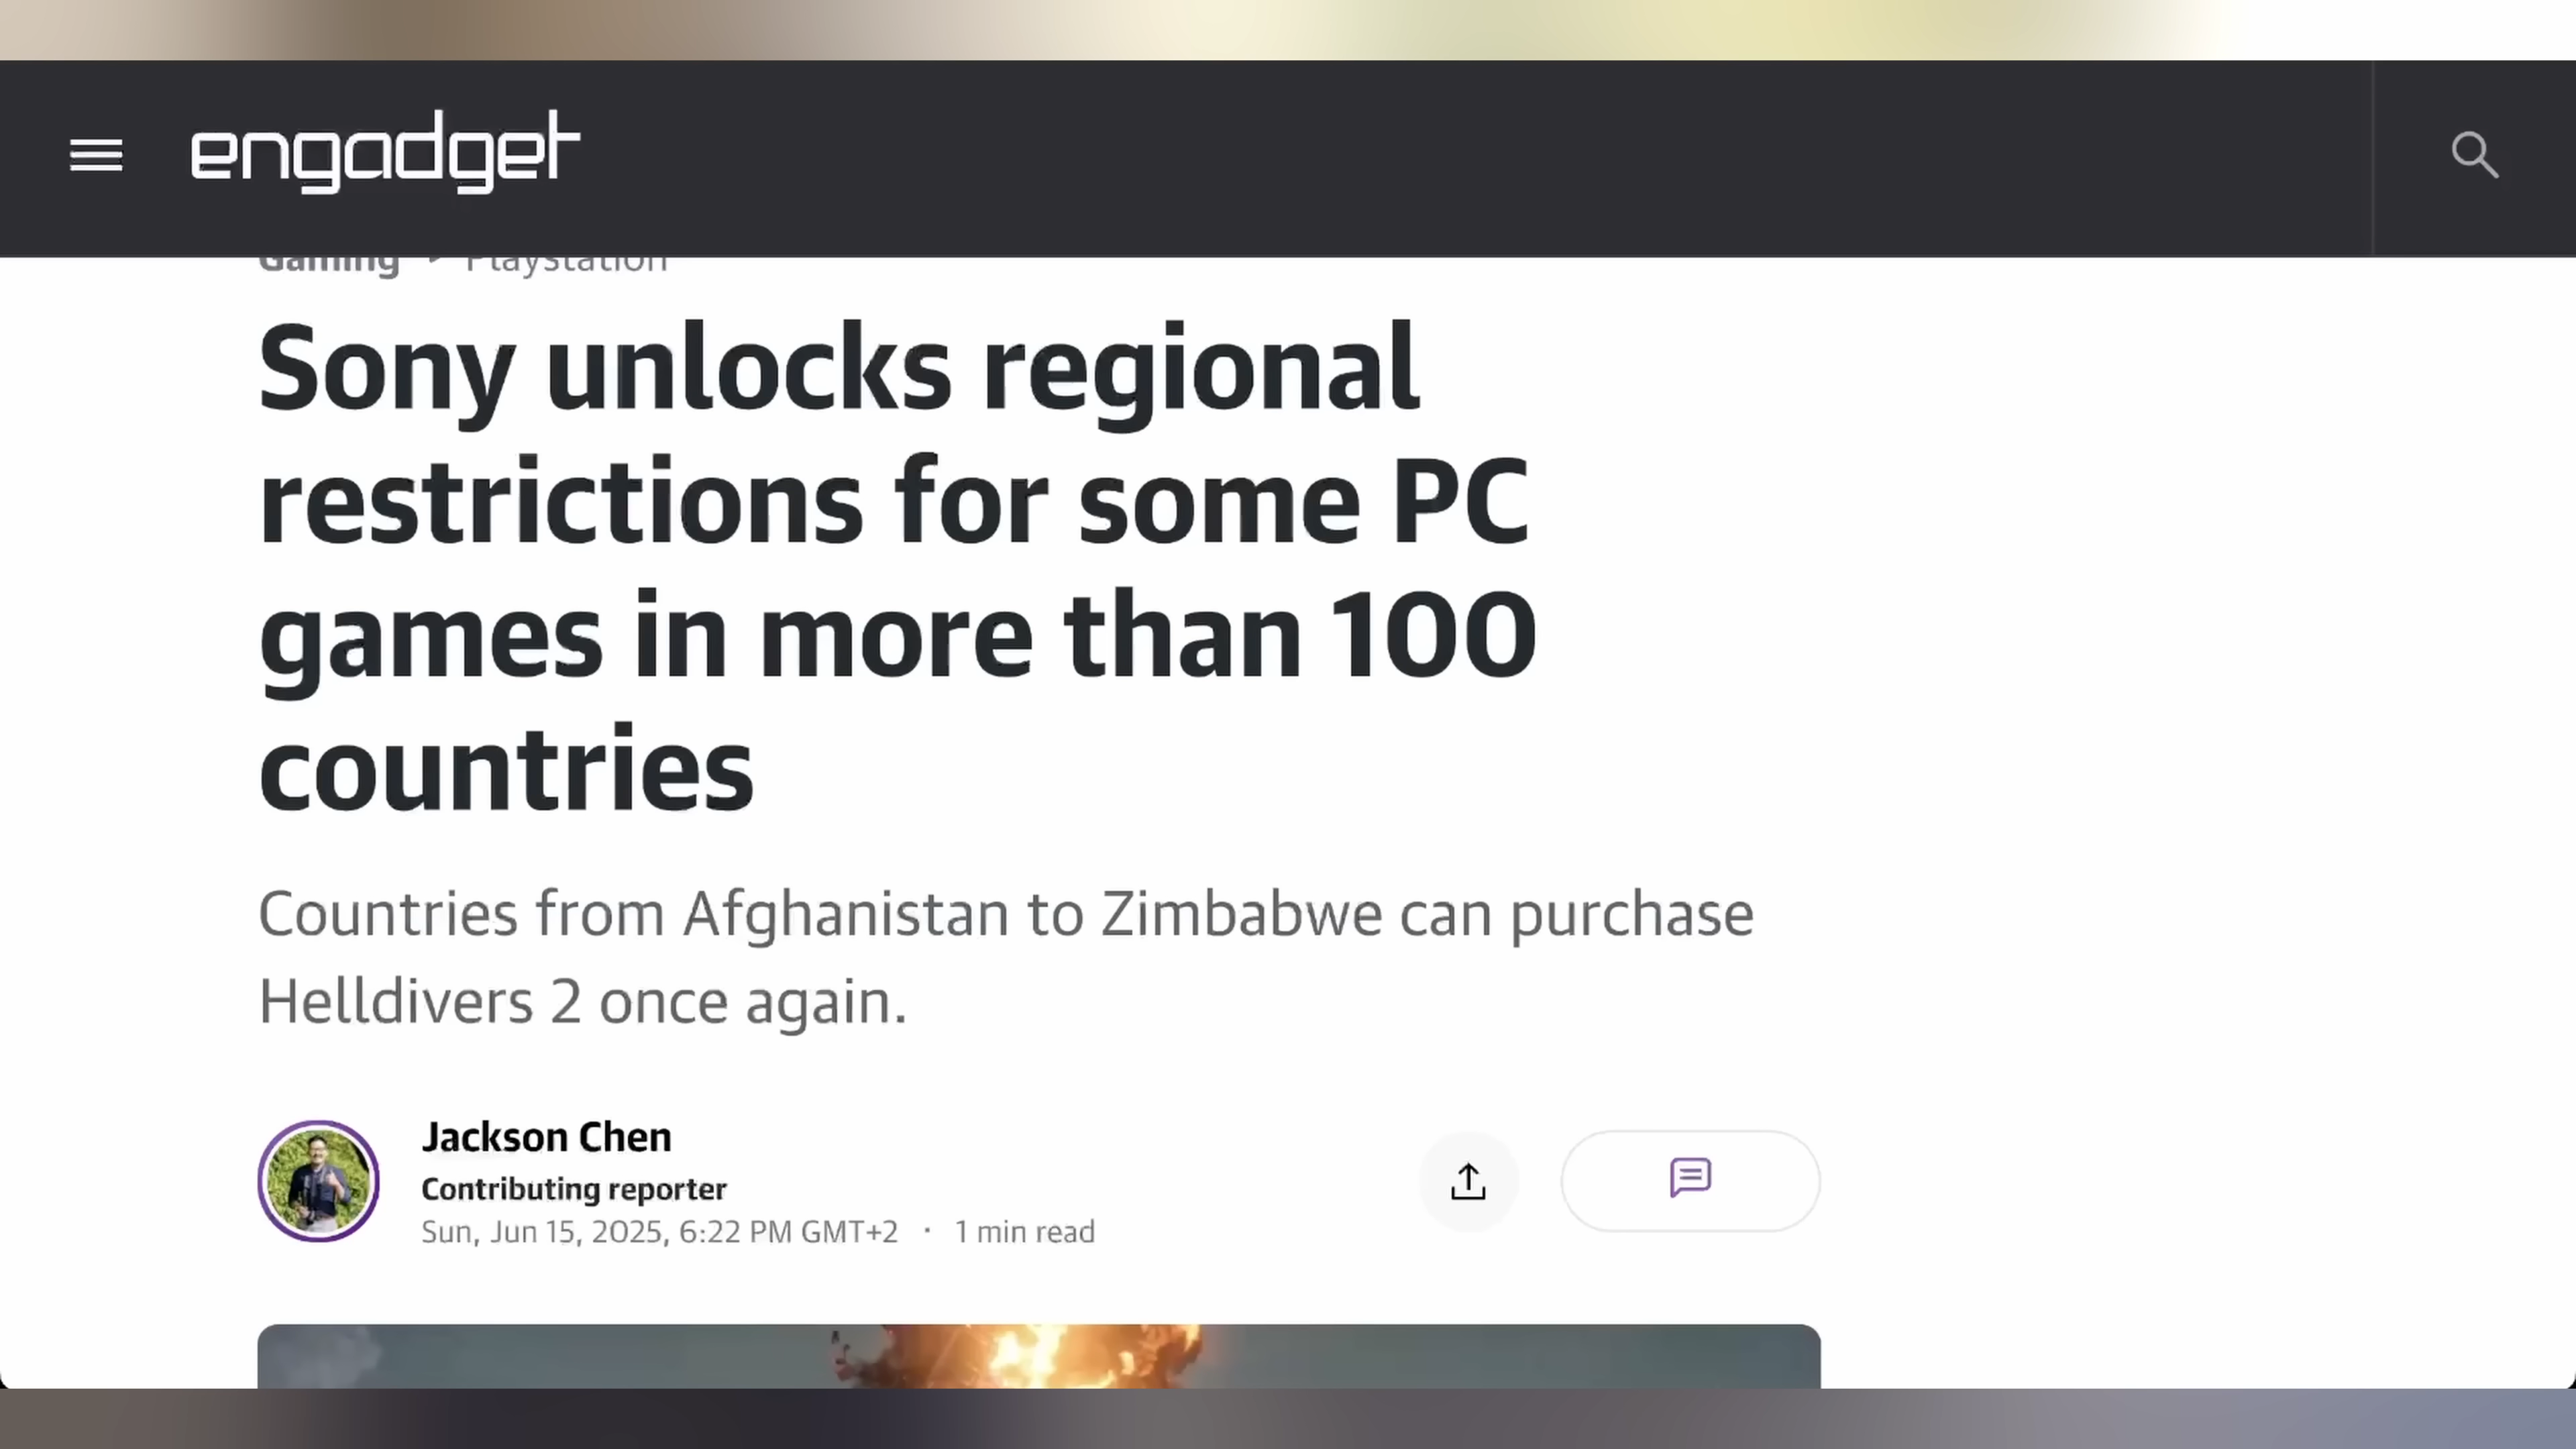 engadget
Gaming Playstation
Sony unlocks regional
restrictions for some PC
games in more than 100
countries
Countries from Afghanistan to Zimbabwe can purchase
Helldivers 2 once again.
Jackson Chen
Contributing reporter
Sun, Jun 15, 2025, 6:22 PM GMT+2 · 1 min read